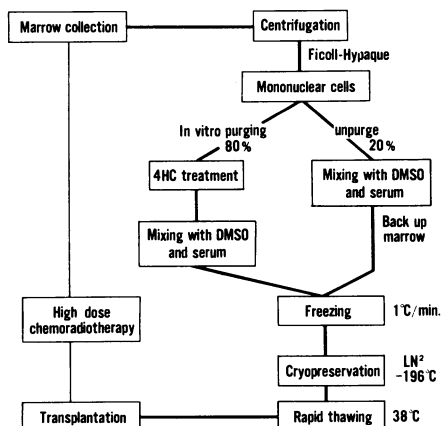 Marrow collection
Centrifugation
Ficoll-Hypaque
Mononuclear cells
In vitro purging
80%
unpurge
20%
4HC treatment
Mixing with DMSO
and serum
Mixing with DMSO
and serum
Back up
marrow
High dose
chemoradiotherapy
Freezing
1℃/min.
Cryopreservation
LN²
-196℃
Transplantation
Rapid thawing
38℃